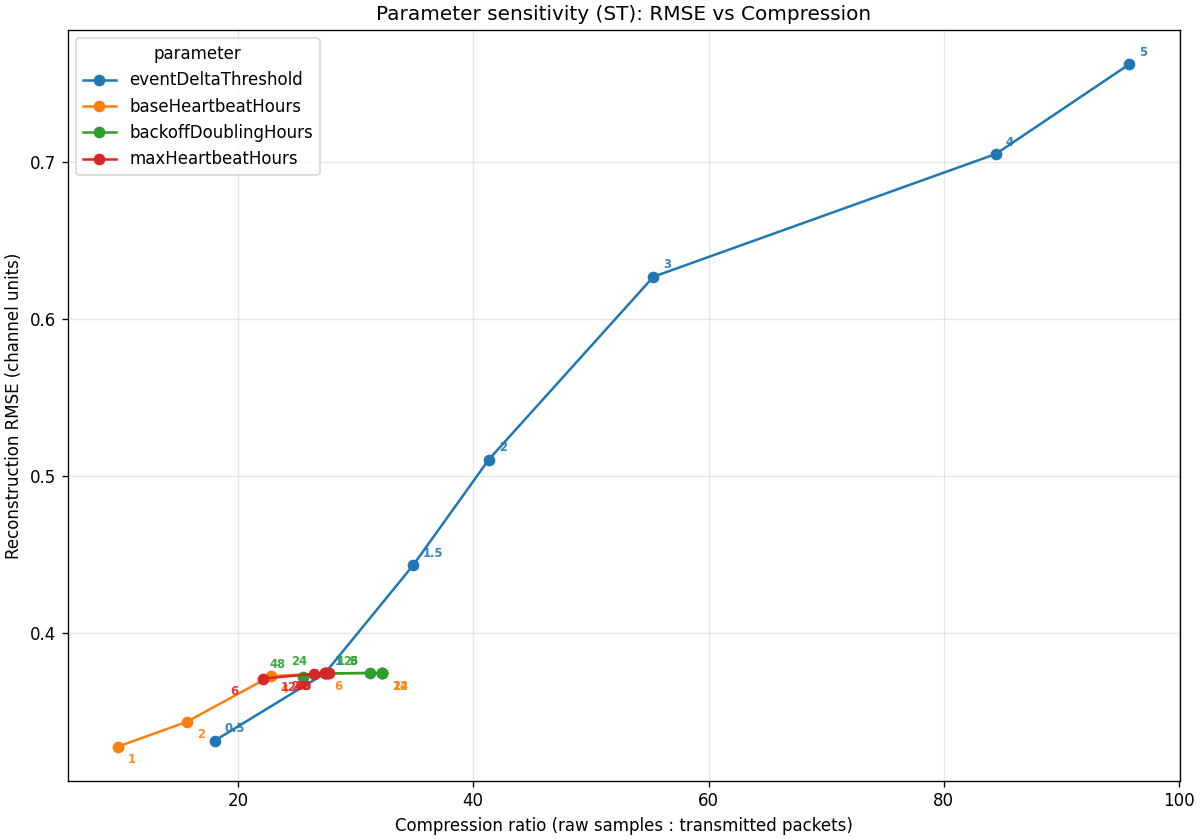 Parameter sensitivity (ST): RMSE vs Compression
parameter
eventDeltaThreshold
baseHeartbeatHours
backoffDoublingHours
maxHeartbeatHours
Reconstruction RMSE (channel units)
0.7
0.6
0.5
0.4
5
4
3
2
1.5
48
24
6
6
0.5
2
1
20
40
60
80
100
Compression ratio (raw samples : transmitted packets)